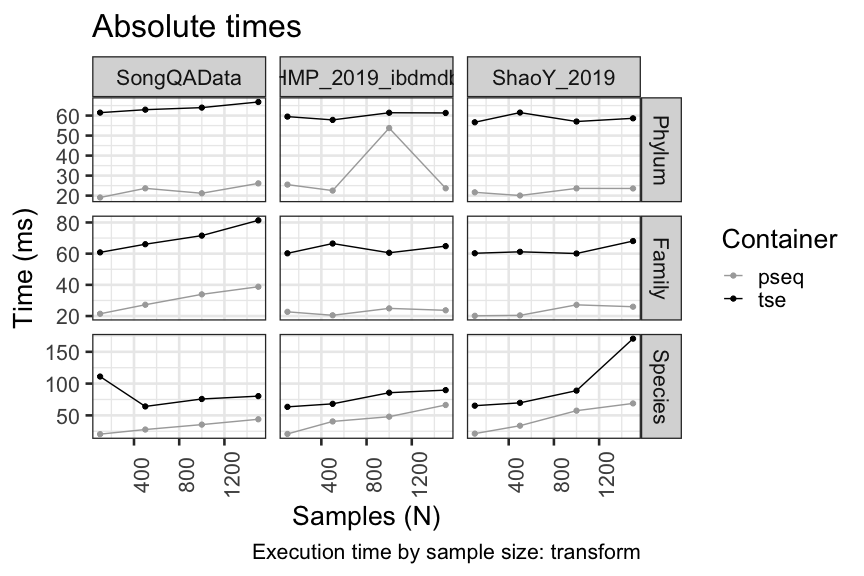 Absolute times
SongQAData
HMP_2019_ibdmdb
ShaoY_2019
60
50
40
30
20
Phylum
80
60
40
20
Family
150
100
50
Species
Time (ms)
400
800
1200
400
800
1200
400
800
1200
Samples (N)
Execution time by sample size: transform
Container
pseq
tse